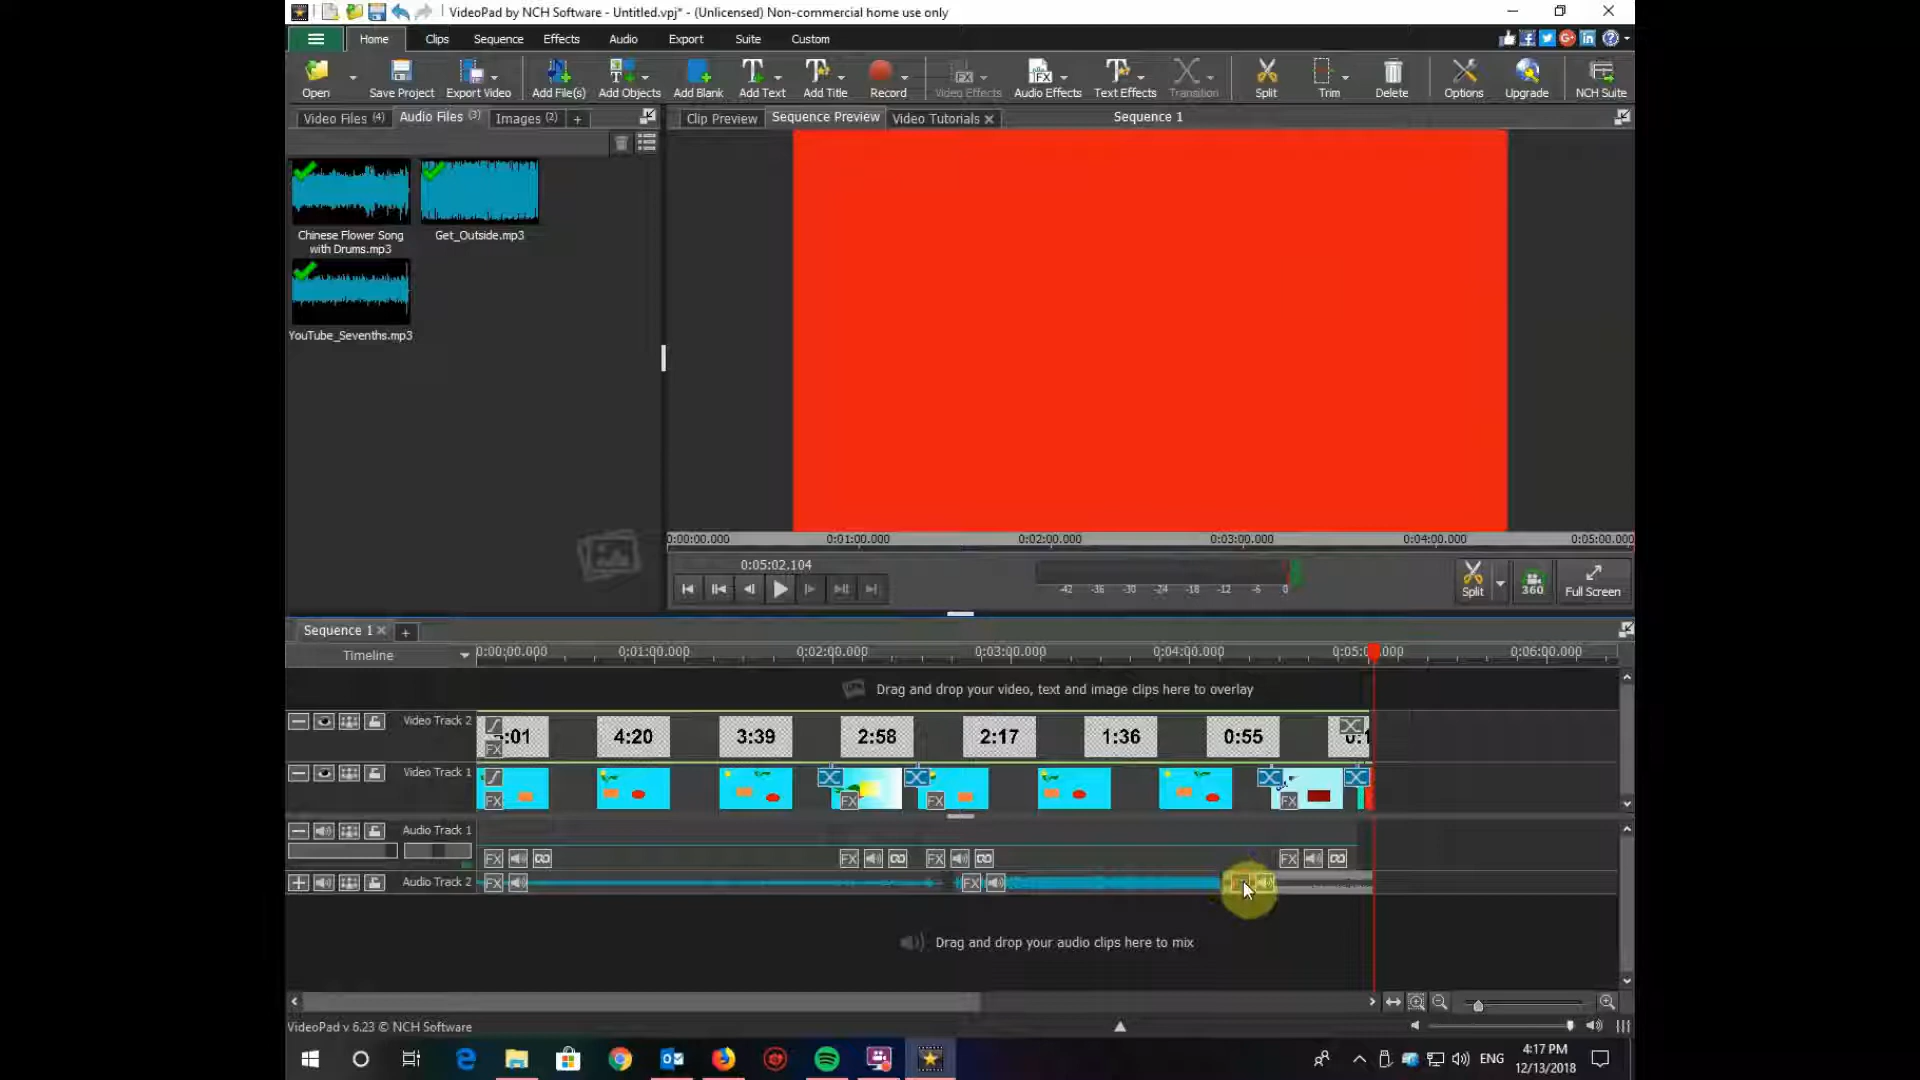 VideoPad by NCH Software - Untitled.vpj* - (Unlicensed) Non-commercial home use only
Home Clips Sequence Effects Audio Export Suite Custom
Open Save Project Export Video Add File(s) Add Objects Add Blank Add Text Add Title Record Video Effects Audio Effects Text Effects Transition Split Trim Delete Options Upgrade NCH Suite
Video Files (4) Audio Files (3) Images (2) +
Clip Preview Sequence Preview Video Tutorials Sequence 1
Chinese Flower Song
with Drums.mp3
Get_Outside.mp3
YouTube_Sevenths.mp3
0:00:00.000 0:01:00.000 0:02:00.000 0:03:00.000 0:04:00.000 0:05:00.000
0:05:02.104
-42 -36 -30 -24 -18 -12 -6 0
Split 360 Full Screen
Sequence 1 +
Timeline 0:00:00.000 0:01:00.000 0:02:00.000 0:03:00.000 0:04:00.000 0:05: 000 0:06:00.000
Drag and drop your video, text and image clips here to overlay
Video Track 2 :01 4:20 3:39 2:58 2:17 1:36 0:55
FX
Video Track 1
FX FX FX FX
Audio Track 1
FX FX FX FX
Audio Track 2 FX FX
Drag and drop your audio clips here to mix
VideoPad v 6.23 © NCH Software
ENG 4:17 PM
12/13/2018